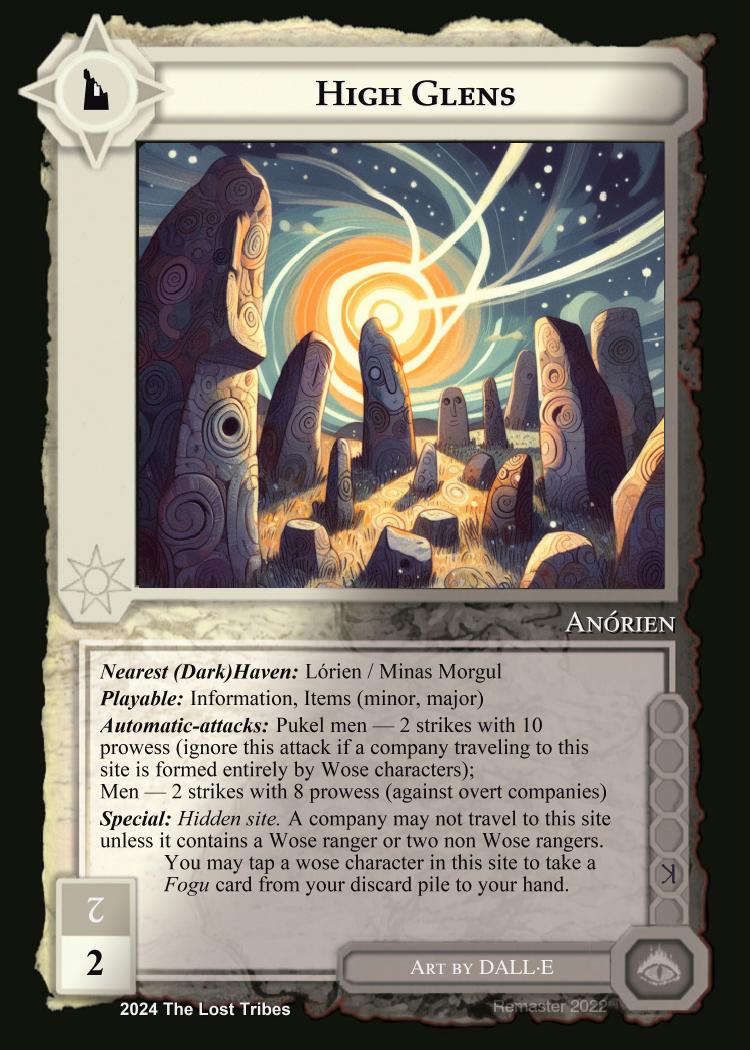 High Glens
Anórien
Nearest (Dark)Haven: Lórien / Minas Morgul
Playable: Information, Items (minor, major)
Automatic-attacks: Pukel men — 2 strikes with 10
prowess (ignore this attack if a company traveling to this
site is formed entirely by Wose characters);
Men — 2 strikes with 8 prowess (against overt companies)
Special: Hidden site. A company may not travel to this site
unless it contains a Wose ranger or two non Wose rangers.
You may tap a wose character in this site to take a
Fogu card from your discard pile to your hand.
K
2
2
Art by DALL·E
2024 The Lost Tribes
Remaster 2022